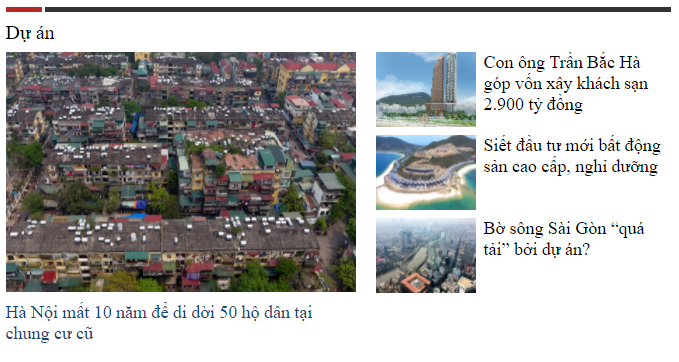 Dự án
Hà Nội mất 10 năm để di dời 50 hộ dân tại
chung cư cũ
Con ông Trần Bắc Hà
góp vốn xây khách sạn
2.900 tỷ đồng
Siết đầu tư mới bất động
sản cao cấp, nghỉ dưỡng
Bờ sông Sài Gòn “quá
tải” bởi dự án?